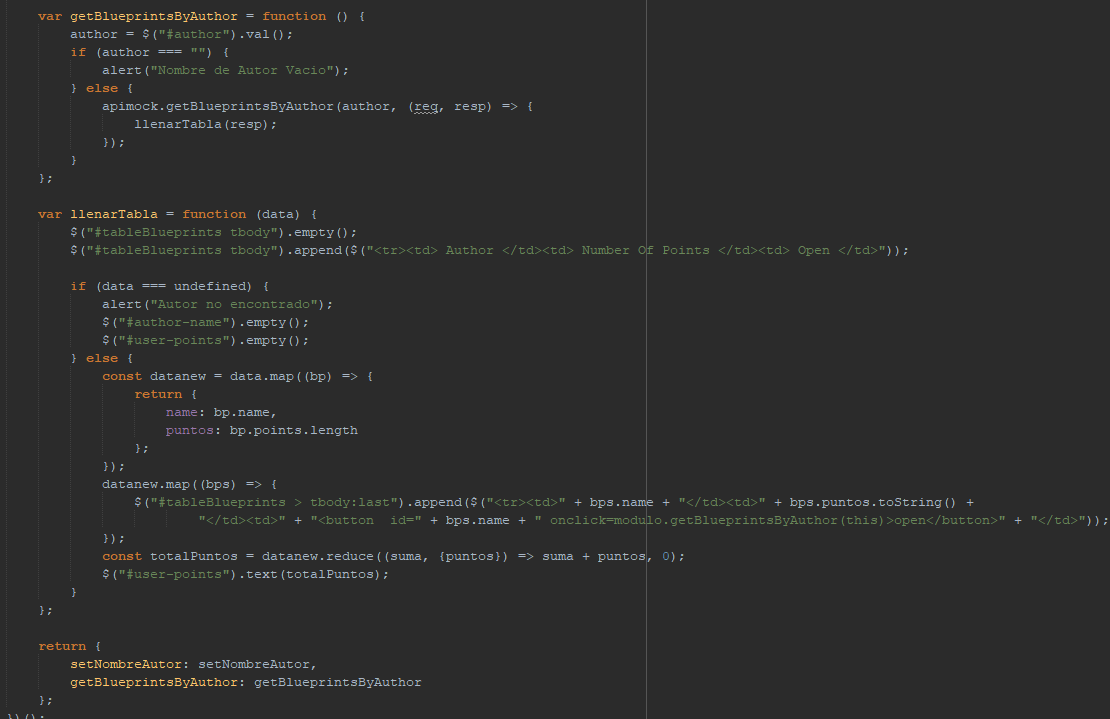 var getBlueprintsByAuthor = function () {
author = $("#author").val();
if (author === "") {
alert("Nombre de Autor Vacio");
} else {
apimock.getBlueprintsByAuthor(author, (req, resp) => {
llenarTabla(resp);
});
}
};
var llenarTabla = function (data) {
$("#tableBlueprints tbody").empty();
$("#tableBlueprints tbody").append($("<tr><td> Author </td><td> Number Of Points </td><td> Open </td>"));
if (data === undefined) {
alert("Autor no encontrado");
$("#author-name").empty();
$("#user-points").empty();
} else {
const datanew = data.map((bp) => {
return {
name: bp.name,
puntos: bp.points.length
};
});
datanew.map((bps) => {
$("#tableBlueprints > tbody:last").append($("<tr><td>" + bps.name + "</td><td>" + bps.puntos.toString() +
"</td><td>" + "<button  id=" + bps.name + " onclick=modulo.getBlueprintsByAuthor(this)>open</button>" + "</td>"));
});
const totalPuntos = datanew.reduce((suma, {puntos}) => suma + puntos, 0);
$("#user-points").text(totalPuntos);
}
};
return {
setNombreAutor: setNombreAutor,
getBlueprintsByAuthor: getBlueprintsByAuthor
};
})();